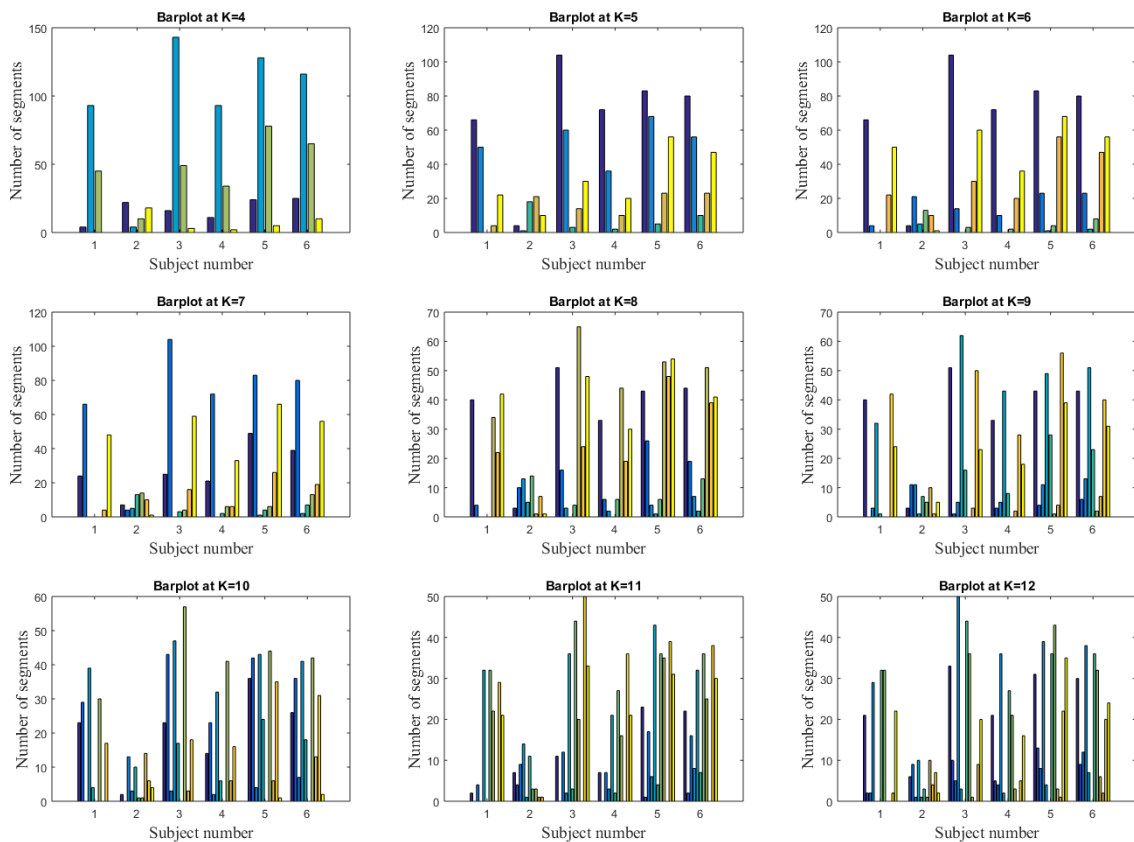 Barplot at K=4
Number of segments
150
100
50
0
1 2 3 4 5 6
Subject number
Barplot at K=5
Number of segments
120
100
80
60
40
20
0
1 2 3 4 5 6
Subject number
Barplot at K=6
Number of segments
120
100
80
60
40
20
0
1 2 3 4 5 6
Subject number
Barplot at K=7
Number of segments
120
100
80
60
40
20
0
1 2 3 4 5 6
Subject number
Barplot at K=8
Number of segments
70
60
50
40
30
20
10
0
1 2 3 4 5 6
Subject number
Barplot at K=9
Number of segments
70
60
50
40
30
20
10
0
1 2 3 4 5 6
Subject number
Barplot at K=10
Number of segments
60
50
40
30
20
10
0
1 2 3 4 5 6
Subject number
Barplot at K=11
Number of segments
50
40
30
20
10
0
1 2 3 4 5 6
Subject number
Barplot at K=12
Number of segments
50
40
30
20
10
0
1 2 3 4 5 6
Subject number